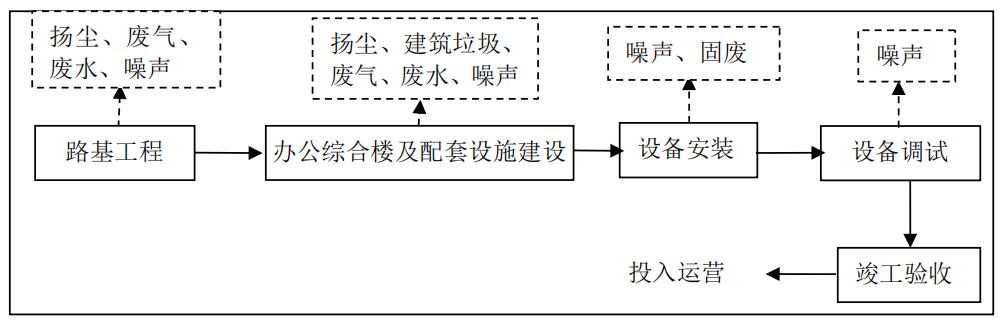 扬尘、废气、
废水、噪声
扬尘、建筑垃圾、
废气、废水、噪声
噪声、固废
噪声
路基工程
办公综合楼及配套设施建设
设备安装
设备调试
投入运营
竣工验收